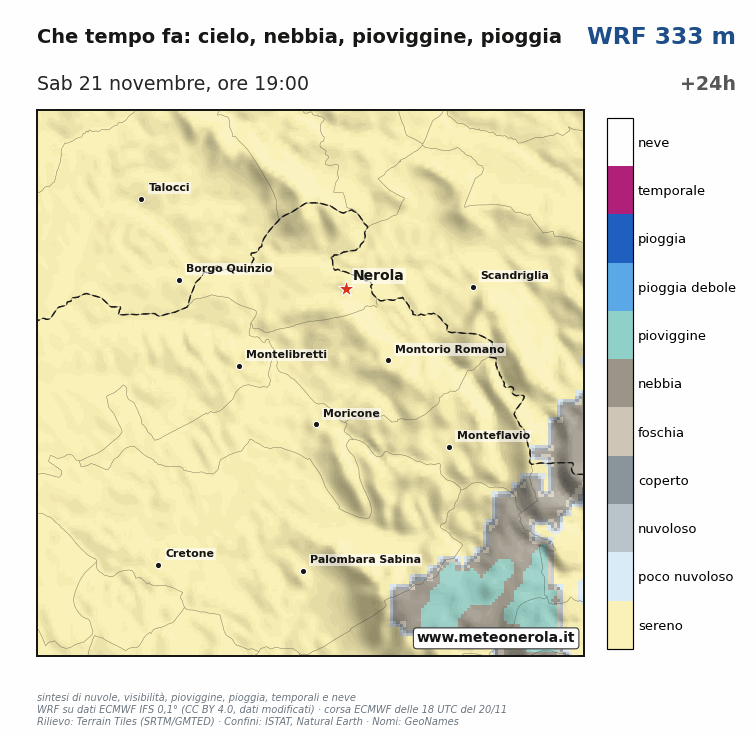 Che tempo fa: cielo, nebbia, pioviggine, pioggia
WRF 333 m
Sab 21 novembre, ore 19:00
+24h
neve
temporale
pioggia
pioggia debole
pioviggine
nebbia
foschia
coperto
nuvoloso
poco nuvoloso
sereno
Talocci
Borgo Quinzio
Nerola
Scandriglia
Montelibretti
Montorio Romano
Moricone
Monteflavio
Cretone
Palombara Sabina
www.meteonerola.it
sintesi di nuvole, visibilità, pioviggine, pioggia, temporali e neve
WRF su dati ECMWF IFS 0,1° (CC BY 4.0, dati modificati) · corsa ECMWF delle 18 UTC del 20/11
Rilievo: Terrain Tiles (SRTM/GMTED) · Confini: ISTAT, Natural Earth · Nomi: GeoNames